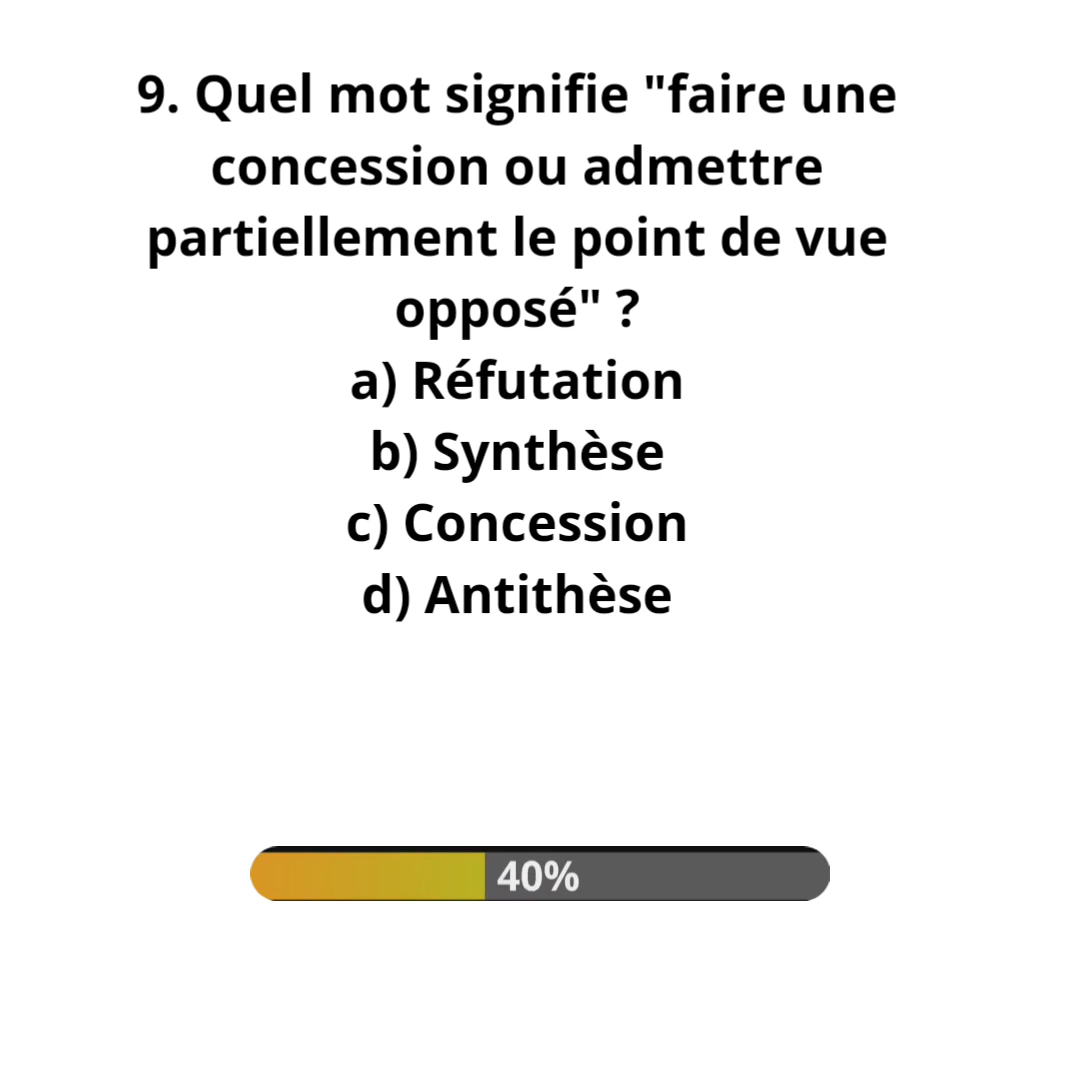 9. Quel mot signifie "faire une
concession ou admettre
partiellement le point de vue
opposé" ?
a) Réfutation
b) Synthèse
c) Concession
d) Antithèse
40%